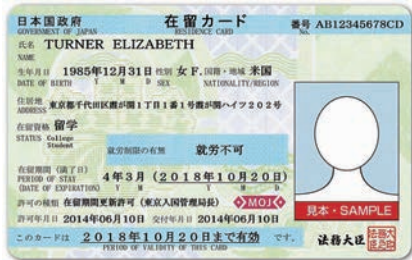 日本国政府 在留カード 番号 AB12345678CD
GOVERNMENT OF JAPAN RESIDENCE CARD No.
氏名 TURNER ELIZABETH
NAME
生年月日 1985年12月31日 性別 女 F. 国籍・地域 米国
DATE OF BIRTH Y M D SEX NATIONALITY/REGION
住居地 東京都千代田区霞が関1丁目1番1号霞が関ハイツ202号
ADDRESS
在留資格 留学
STATUS College
Student
就労制限の有無 就労不可
在留期間(満了日) 4年3月(2018年10月20日)
PERIOD OF STAY
(DATE OF EXPIRATION) Y M Y M D
許可の種類 在留期間更新許可(東京入国管理局長) MOJ
許可年月日 2014年06月10日 交付年月日 2014年06月10日
このカードは 2018年10月20日まで有効 です。
PERIOD OF VALIDITY OF THIS CARD
見本・SAMPLE
法務大臣